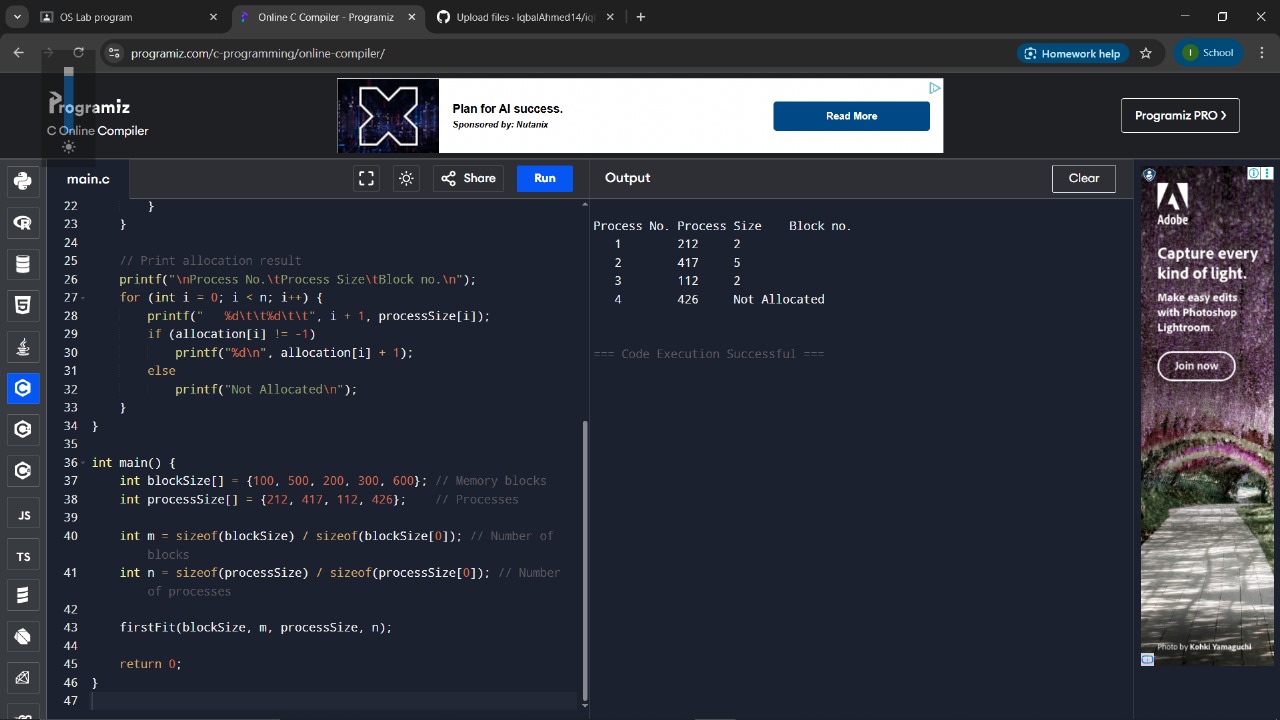 OS Lab program
Online C Compiler - Programiz
Upload files · IqbalAhmed14/iq
programiz.com/c-programming/online-compiler/
Homework help
I School
Programiz
C Online Compiler
Plan for AI success.
Sponsored by: Nutanix
Read More
Programiz PRO
main.c
Share
Run
Output
Clear
22 }
23 }
24
25 // Print allocation result
26 printf("\nProcess No.\tProcess Size\tBlock no.\n");
27 for (int i = 0; i < n; i++) {
28 printf("   %d\t\t%d\t\t", i + 1, processSize[i]);
29 if (allocation[i] != -1)
30 printf("%d\n", allocation[i] + 1);
31 else
32 printf("Not Allocated\n");
33 }
34 }
35
36 int main() {
37 int blockSize[] = {100, 500, 200, 300, 600}; // Memory blocks
38 int processSize[] = {212, 417, 112, 426};    // Processes
39
40 int m = sizeof(blockSize) / sizeof(blockSize[0]); // Number of
blocks
41 int n = sizeof(processSize) / sizeof(processSize[0]); // Number
of processes
42
43 firstFit(blockSize, m, processSize, n);
44
45 return 0;
46 }
47
Process No. Process Size    Block no.
1 212 2
2 417 5
3 112 2
4 426 Not Allocated
=== Code Execution Successful ===
JS
TS
Adobe
Capture every
kind of light.
Make easy edits
with Photoshop
Lightroom.
Join now
Photo by Kohki Yamaguchi